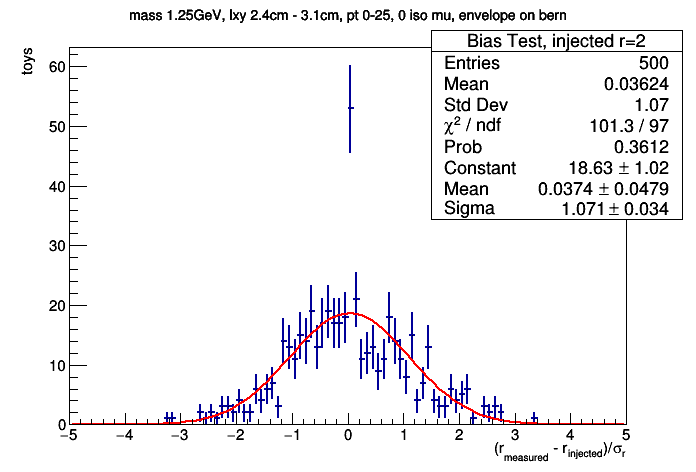 mass 1.25GeV, lxy 2.4cm - 3.1cm, pt 0-25, 0 iso mu, envelope on bern
toys
Bias Test, injected r=2
Entries 500
Mean 0.03624
Std Dev 1.07
χ² / ndf 101.3 / 97
Prob 0.3612
Constant 18.63 ± 1.02
Mean 0.0374 ± 0.0479
Sigma 1.071 ± 0.034
60
50
40
30
20
10
0
−5 −4 −3 −2 −1 0 1 2 3 4 5
(r_measured - r_injected)/σ_r